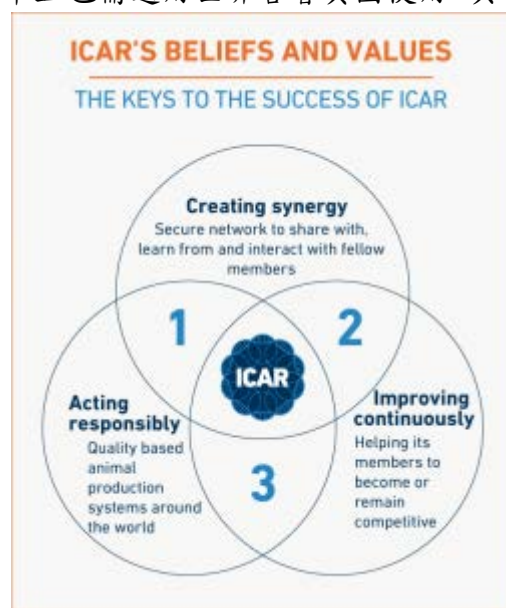 ICAR'S BELIEFS AND VALUES
THE KEYS TO THE SUCCESS OF ICAR
Creating synergy
Secure network to share with,
learn from and interact with fellow
members
1
2
ICAR
Acting
responsibly
Quality based
animal
production
systems around
the world
Improving
continuously
Helping its
members to
become or
remain
competitive
3